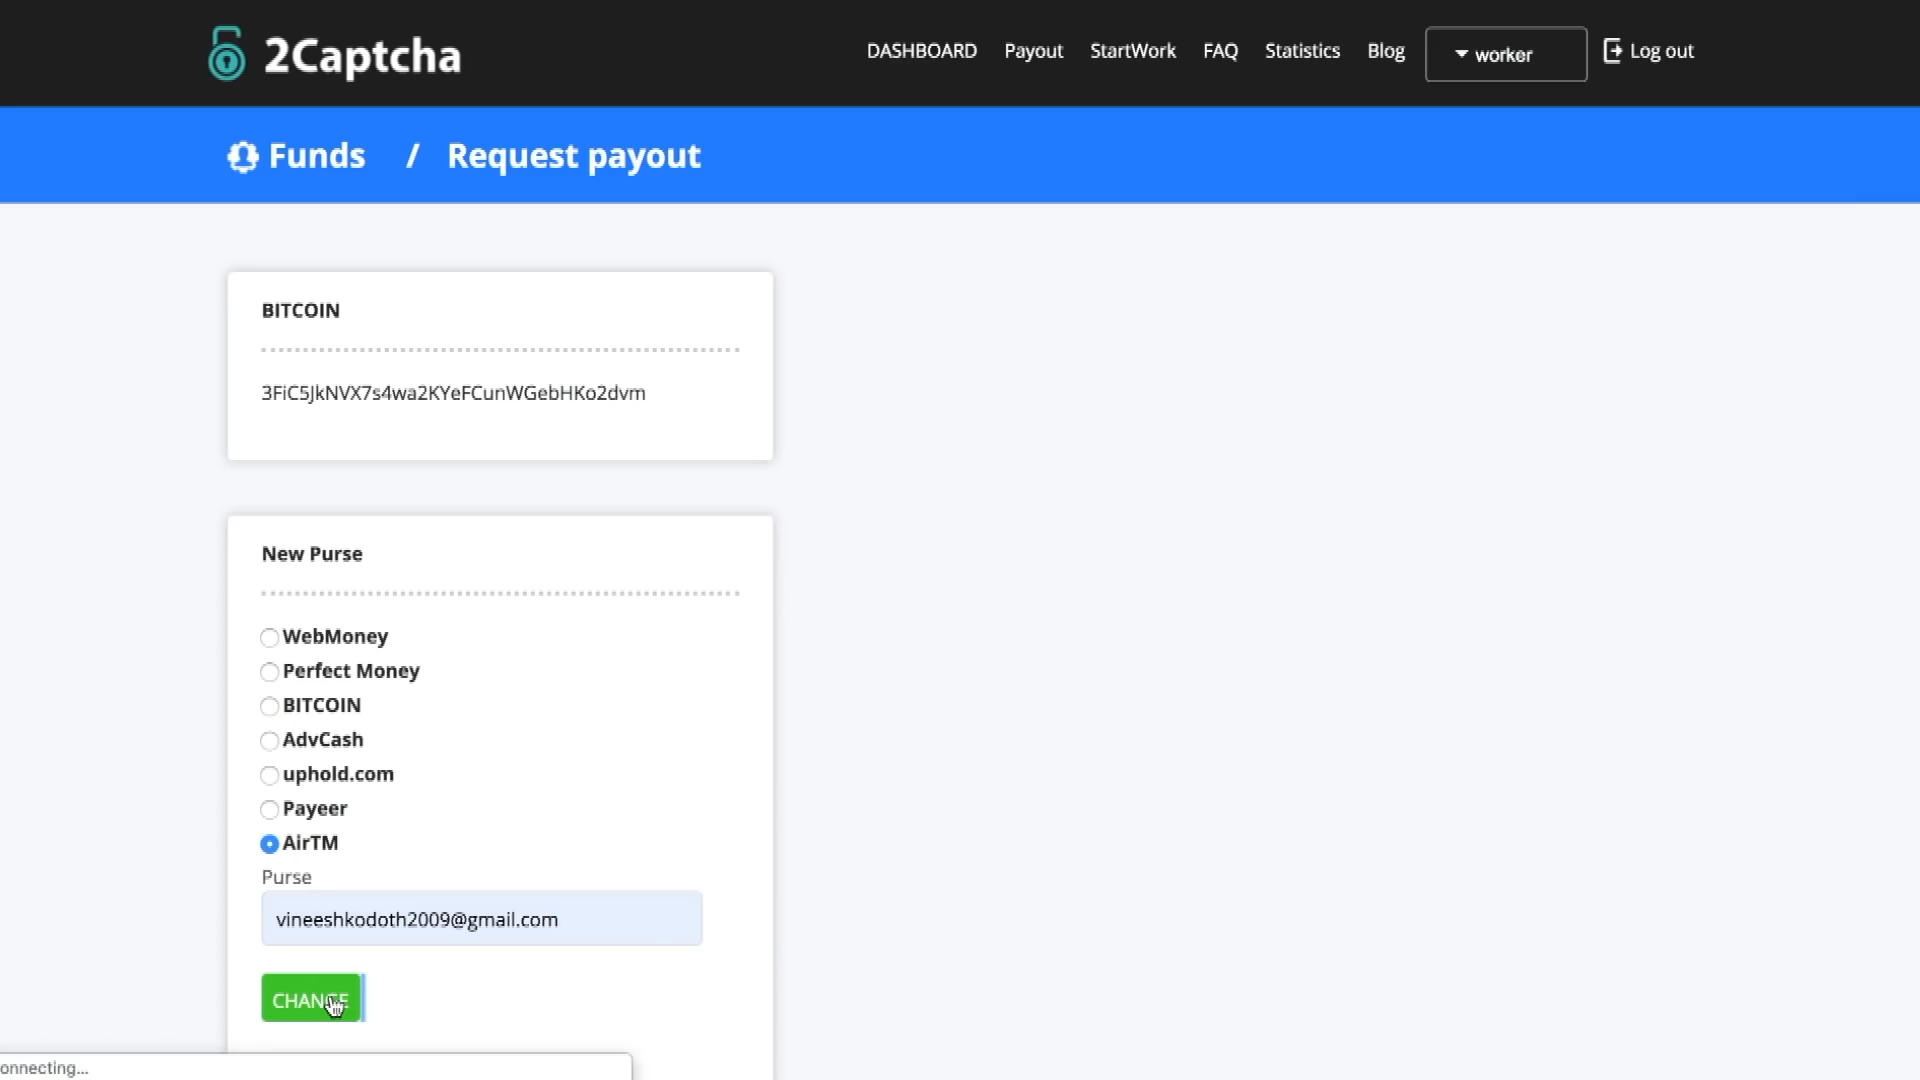 2Captcha
DASHBOARD Payout StartWork FAQ Statistics Blog worker Log out
Funds / Request payout
BITCOIN
3FiC5JkNVX7s4wa2KYeFCunWGebHKo2dvm
New Purse
WebMoney
Perfect Money
BITCOIN
AdvCash
uphold.com
Payeer
AirTM
Purse
vineeshkodoth2009@gmail.com
CHANGE
onnecting...